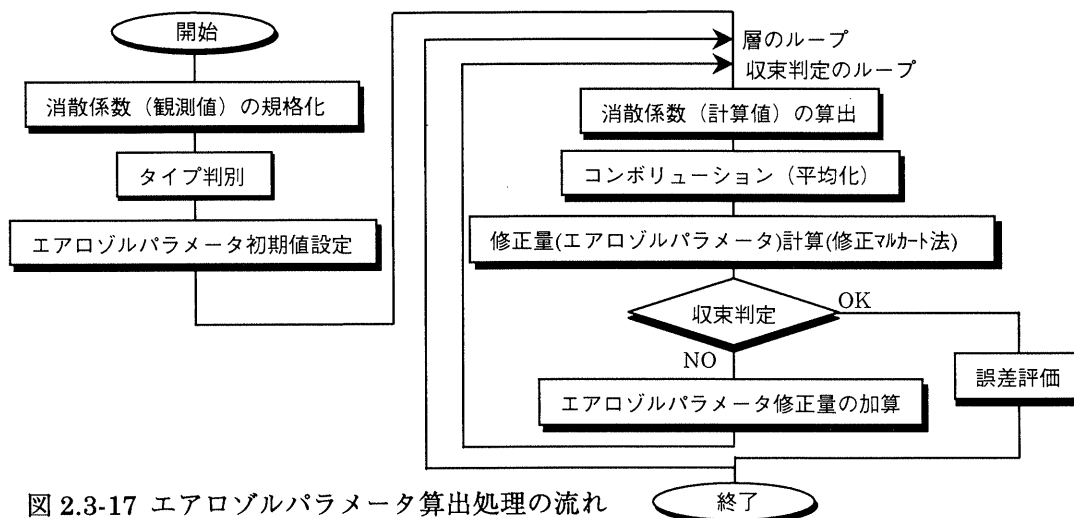 開始
消散係数（観測値）の規格化
タイプ判別
エアロゾルパラメータ初期値設定
層のループ
収束判定のループ
消散係数（計算値）の算出
コンボリューション（平均化）
修正量(エアロゾルパラメータ)計算(修正マルカート法)
収束判定
OK
NO
誤差評価
エアロゾルパラメータ修正量の加算
終了
図 2.3-17 エアロゾルパラメータ算出処理の流れ